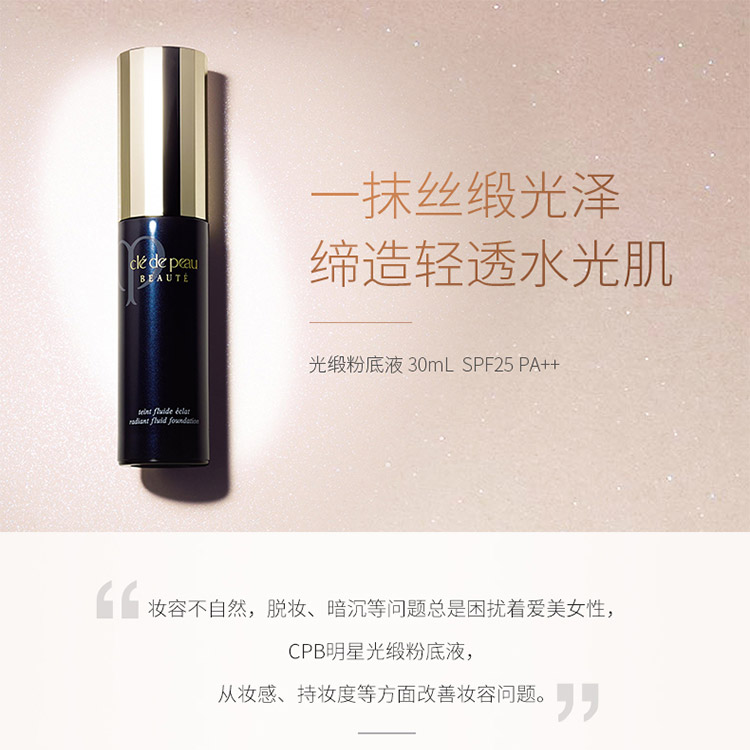 clé de peau
BEAUTÉ
teint fluide éclat
radiant fluid foundation
一抹丝缎光泽
缔造轻透水光肌
光缎粉底液 30mL SPF25 PA++
“ 妆容不自然，脱妆、暗沉等问题总是困扰着爱美女性，
CPB明星光缎粉底液，
从妆感、持妆度等方面改善妆容问题。”